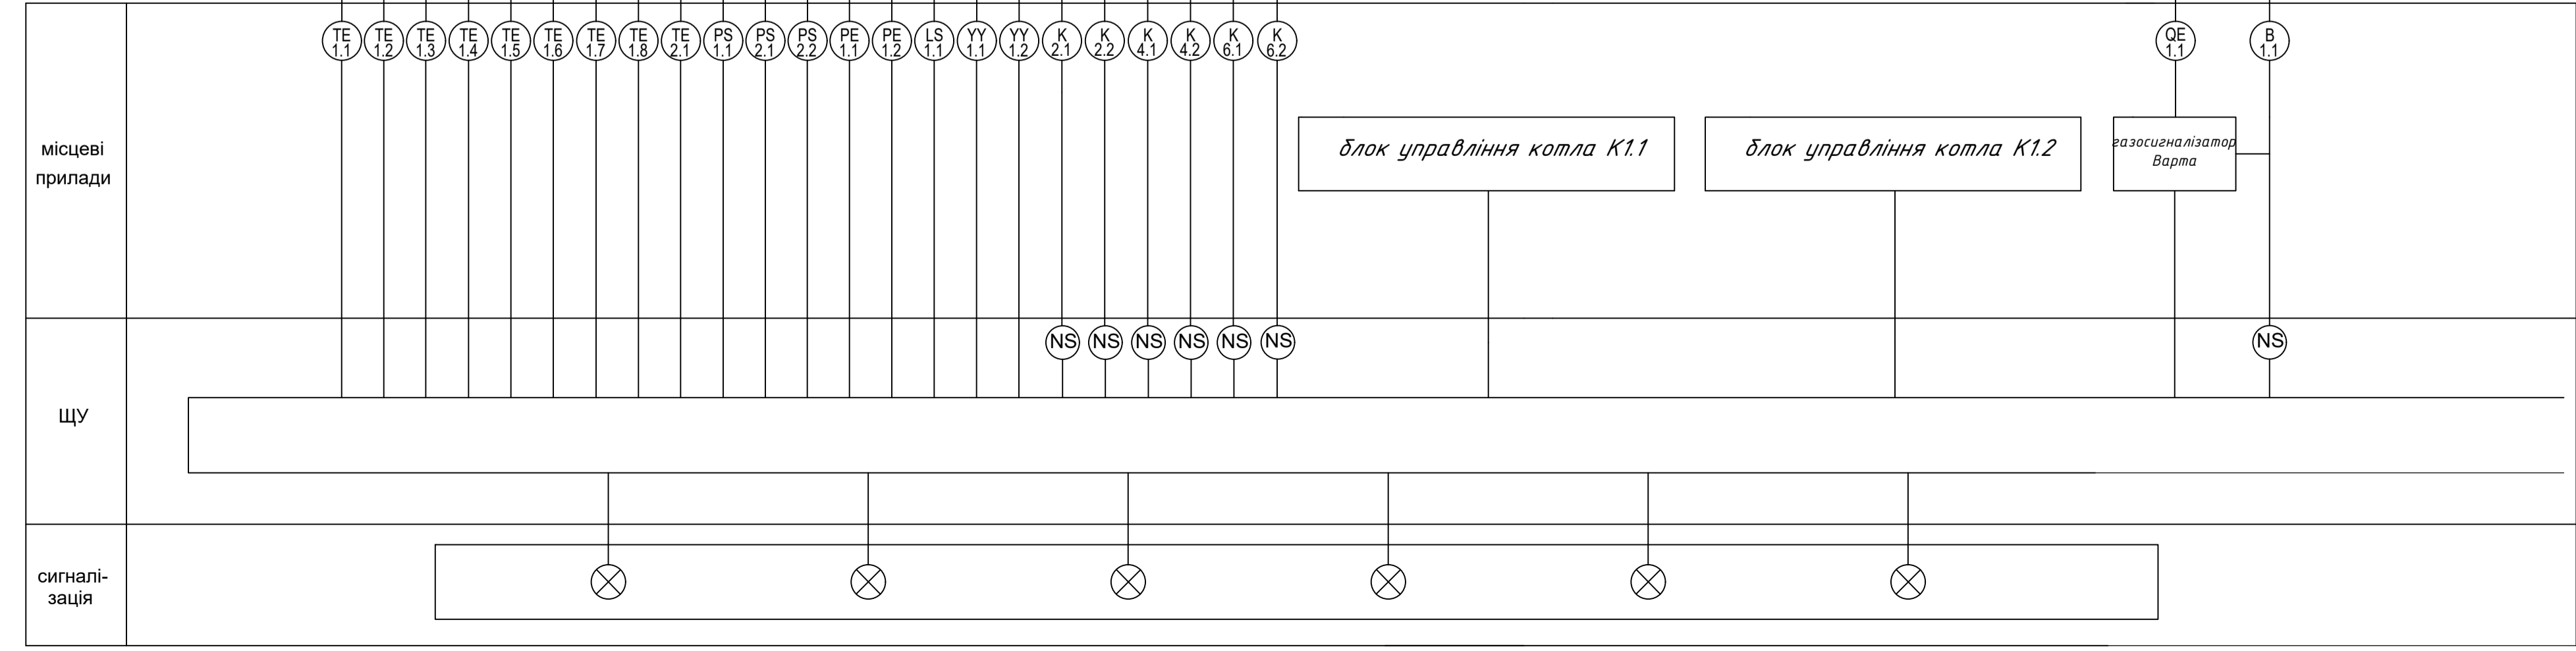 TE 1.1
TE 1.2
TE 1.3
TE 1.4
TE 1.5
TE 1.6
TE 1.7
TE 1.8
TE 2.1
PS 1.1
PS 2.1
PS 2.2
PE 1.1
PE 1.2
LS 1.1
YY 1.1
YY 1.2
K 2.1
K 2.2
K 4.1
K 4.2
K 6.1
K 6.2
QE 1.1
B 1.1
місцеві
прилади
блок управління котла К1.1
блок управління котла К1.2
газосигналізатор
Варта
NS
NS
NS
NS
NS
NS
NS
ЩУ
сигналі-
зація